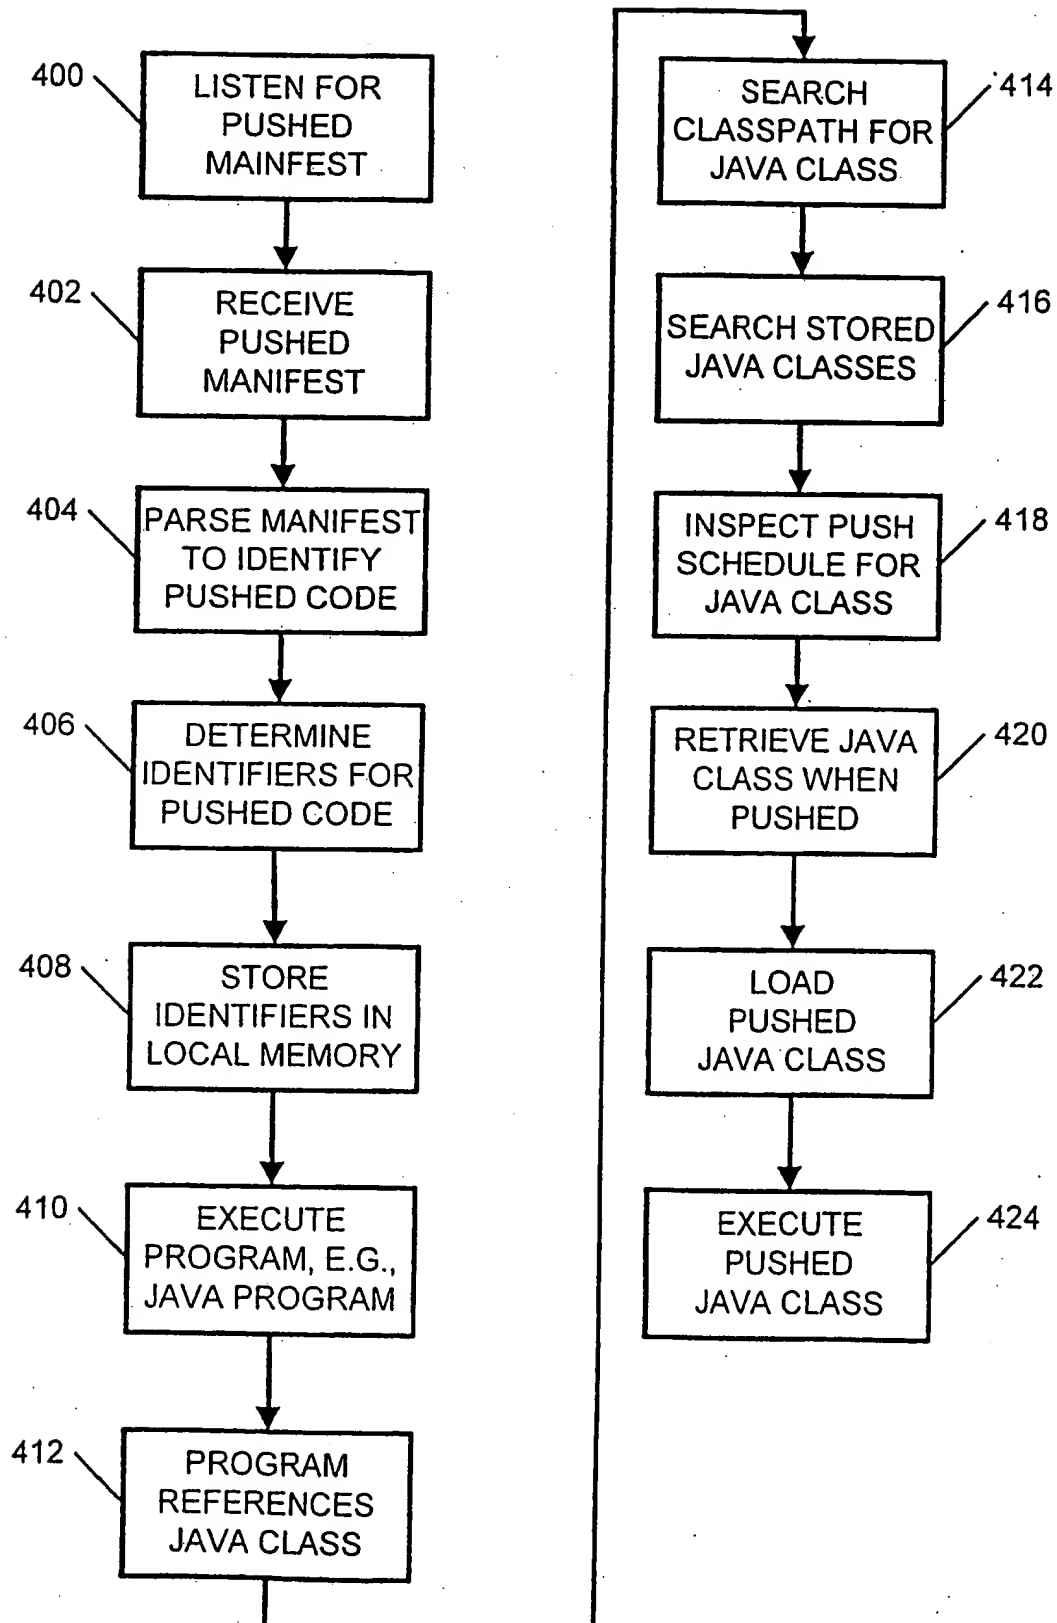 400
LISTEN FOR
PUSHED
MAINFEST
402
RECEIVE
PUSHED
MANIFEST
404
PARSE MANIFEST
TO IDENTIFY
PUSHED CODE
406
DETERMINE
IDENTIFIERS FOR
PUSHED CODE
408
STORE
IDENTIFIERS IN
LOCAL MEMORY
410
EXECUTE
PROGRAM, E.G.,
JAVA PROGRAM
412
PROGRAM
REFERENCES
JAVA CLASS
414
SEARCH
CLASSPATH FOR
JAVA CLASS
416
SEARCH STORED
JAVA CLASSES
418
INSPECT PUSH
SCHEDULE FOR
JAVA CLASS
420
RETRIEVE JAVA
CLASS WHEN
PUSHED
422
LOAD
PUSHED
JAVA CLASS
424
EXECUTE
PUSHED
JAVA CLASS